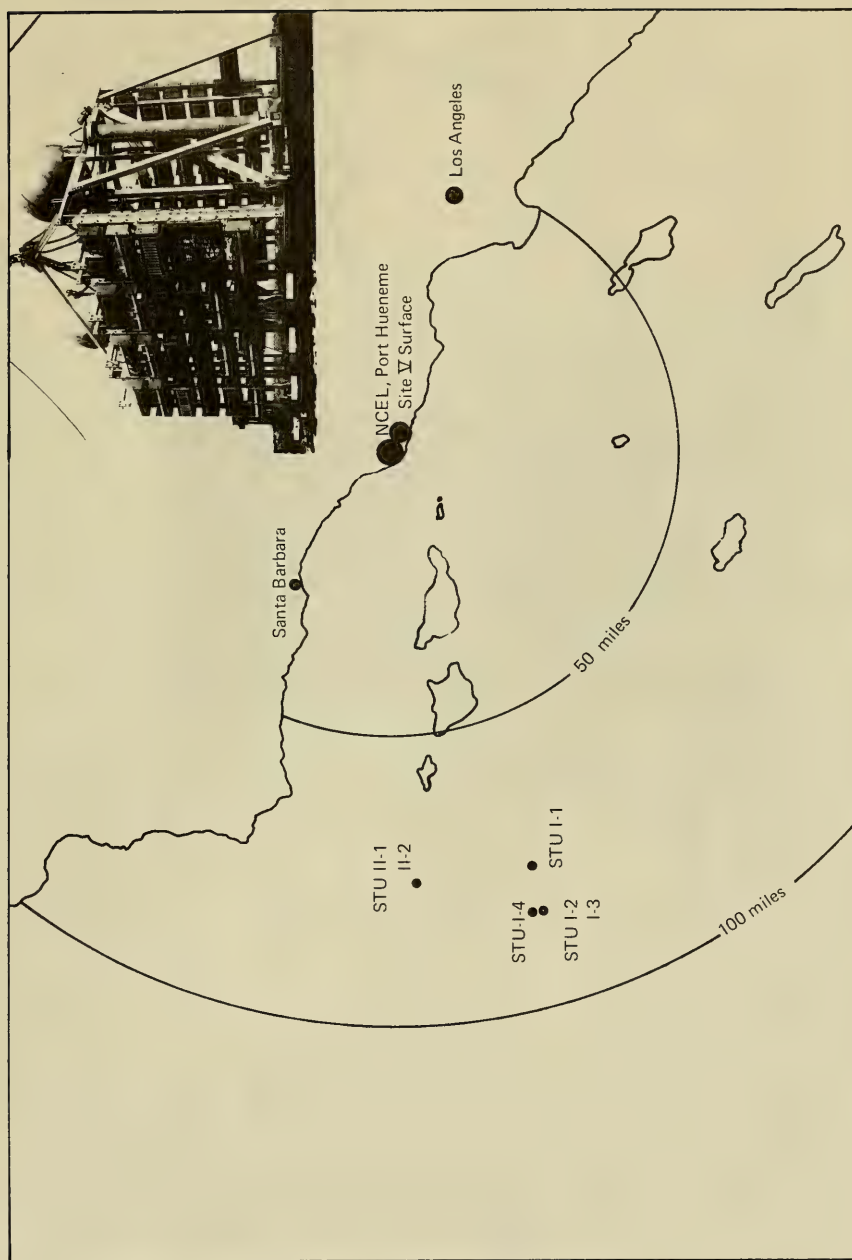 Santa Barbara
NCEL, Port Hueneme
Site V Surface
Los Angeles
STU II-1
II-2
STU-I-4
STU I-2
I-3
STU I-1
50 miles
100 miles